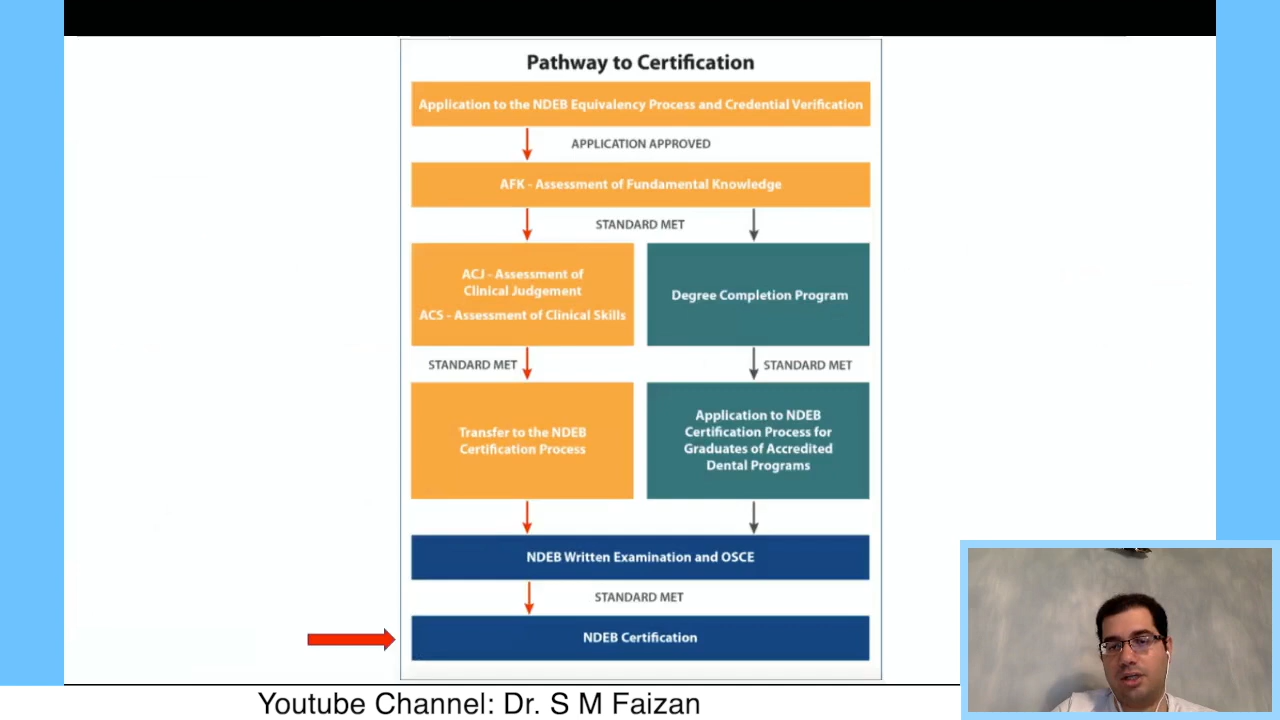 Pathway to Certification
Application to the NDEB Equivalency Process and Credential Verification
APPLICATION APPROVED
AFK - Assessment of Fundamental Knowledge
STANDARD MET
ACJ - Assessment of
Clinical Judgement
ACS - Assessment of Clinical Skills
Degree Completion Program
STANDARD MET
STANDARD MET
Transfer to the NDEB
Certification Process
Application to NDEB
Certification Process for
Graduates of Accredited
Dental Programs
NDEB Written Examination and OSCE
STANDARD MET
NDEB Certification
Youtube Channel: Dr. S M Faizan